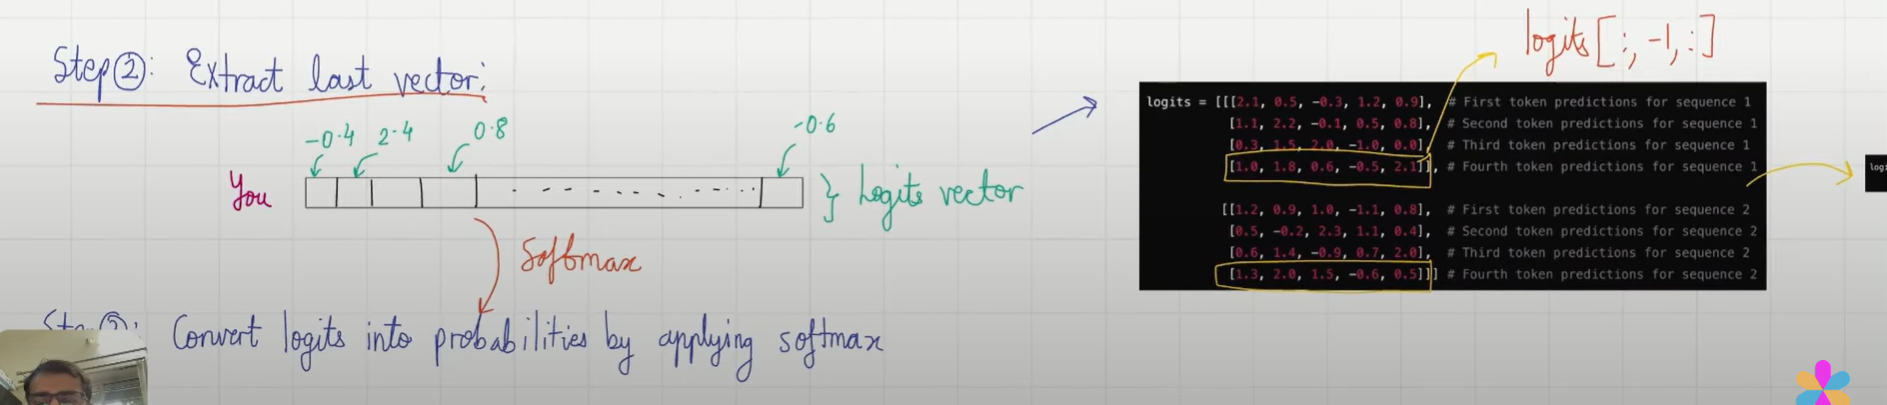 Step ②: Extract last vector:
-0.4 2.4 0.8 -0.6
You
} Logits vector
Softmax
Convert logits into probabilities by applying softmax
logits[:, -1, :]
logits = [[[2.1, 0.5, -0.3, 1.2, 0.9], # First token predictions for sequence 1
[1.1, 2.2, -0.1, 0.5, 0.8], # Second token predictions for sequence 1
[0.3, 1.5, 2.0, -1.0, 0.0], # Third token predictions for sequence 1
[1.0, 1.8, 0.6, -0.5, 2.1]], # Fourth token predictions for sequence 1
[[1.2, 0.9, 1.0, -1.1, 0.8], # First token predictions for sequence 2
[0.5, -0.2, 2.3, 1.1, 0.4], # Second token predictions for sequence 2
[0.6, 1.4, -0.9, 0.7, 2.0], # Third token predictions for sequence 2
[1.3, 2.0, 1.5, -0.6, 0.5]]] # Fourth token predictions for sequence 2